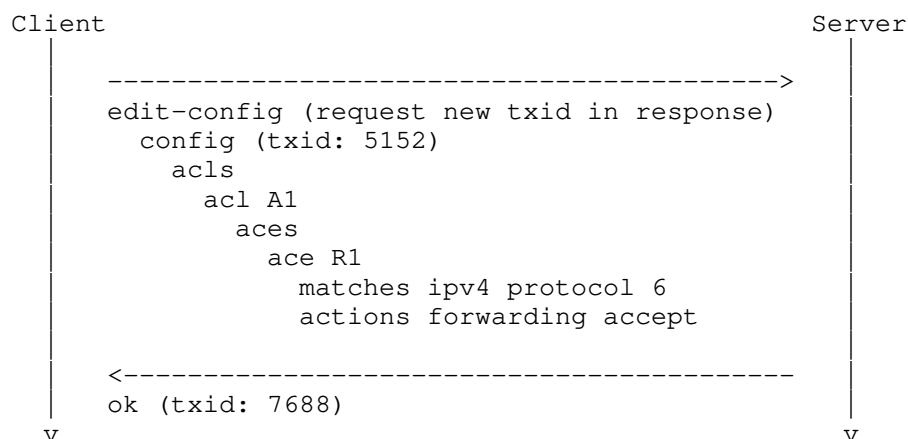 Client Server
edit-config (request new txid in response)
config (txid: 5152)
acls
acl A1
aces
ace R1
matches ipv4 protocol 6
actions forwarding accept
ok (txid: 7688)
v v